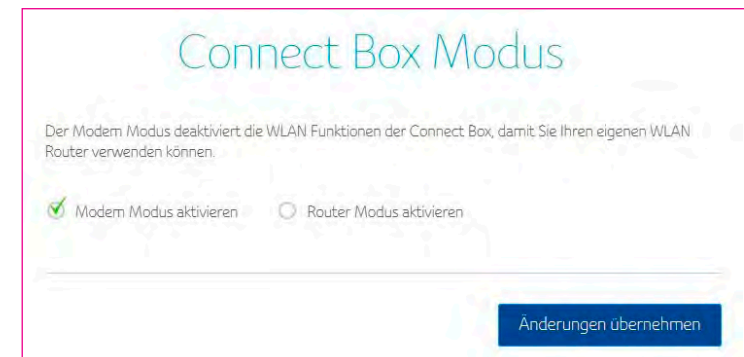 Connect Box Modus
Der Modem Modus deaktiviert die WLAN Funktionen der Connect Box, damit Sie Ihren eigenen WLAN
Router verwenden können.
Modem Modus aktivieren Router Modus aktivieren
Änderungen übernehmen